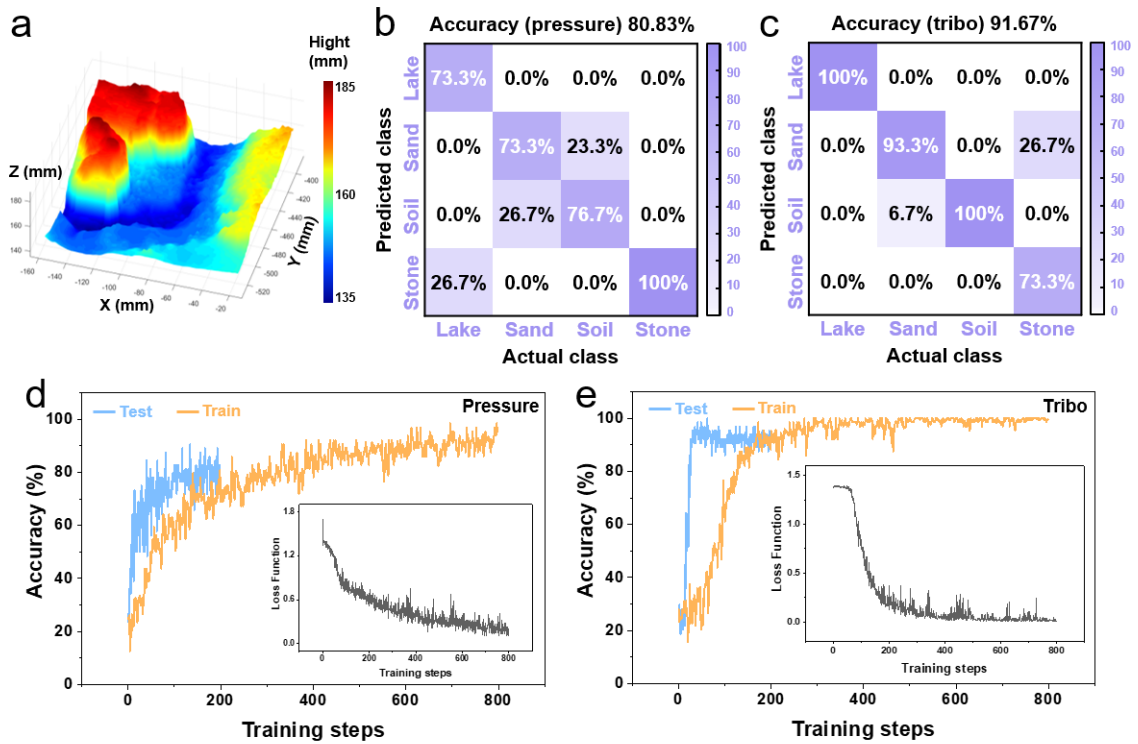 a
Hight
(mm)
185
160
135
Z (mm)
180
160
140
-160
-140
-120
-100
-80
-60
-40
-20
X (mm)
-400
-420
-440
-460
-480
-500
-520
Y (mm)
b
Accuracy (pressure) 80.83%
Predicted class
Lake
73.3% 0.0% 0.0% 0.0%
Sand
0.0% 73.3% 23.3% 0.0%
Soil
0.0% 26.7% 76.7% 0.0%
Stone
26.7% 0.0% 0.0% 100%
Lake Sand Soil Stone
Actual class
100
90
80
70
60
50
40
30
20
10
0
c
Accuracy (tribo) 91.67%
Predicted class
Lake
100% 0.0% 0.0% 0.0%
Sand
0.0% 93.3% 0.0% 26.7%
Soil
0.0% 6.7% 100% 0.0%
Stone
0.0% 0.0% 0.0% 73.3%
Lake Sand Soil Stone
Actual class
100
90
80
70
60
50
40
30
20
10
0
d
Test Train
Pressure
Accuracy (%)
100
80
60
40
20
0
0 200 400 600 800
Training steps
Loss Function
1.8
1.2
0.6
0.0
0 200 400 600 800
Training steps
e
Test Train
Tribo
Accuracy (%)
100
80
60
40
20
0
0 200 400 600 800
Training steps
Loss Function
1.5
1.0
0.5
0.0
0 200 400 600 800
Training steps